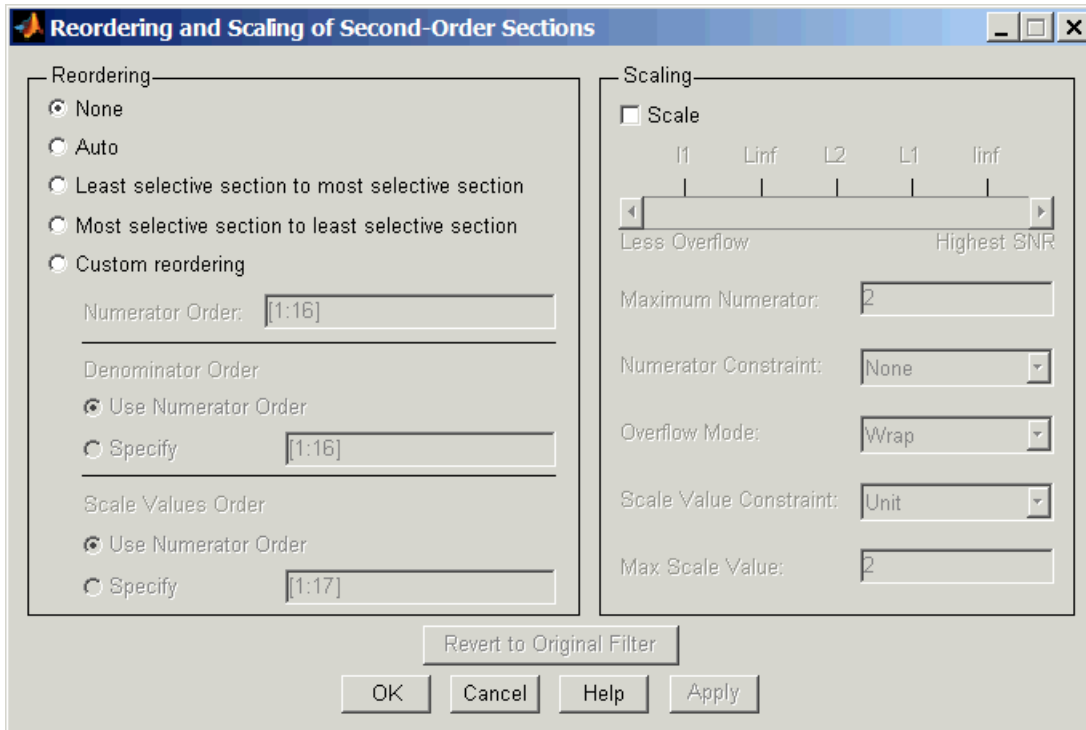 Reordering and Scaling of Second-Order Sections
Reordering
None
Auto
Least selective section to most selective section
Most selective section to least selective section
Custom reordering
Numerator Order: [1:16]
Denominator Order
Use Numerator Order
Specify [1:16]
Scale Values Order
Use Numerator Order
Specify [1:17]
Scaling
Scale
l1 Linf L2 L1 linf
Less Overflow Highest SNR
Maximum Numerator: 2
Numerator Constraint: None
Overflow Mode: Wrap
Scale Value Constraint: Unit
Max Scale Value: 2
Revert to Original Filter
OK Cancel Help Apply